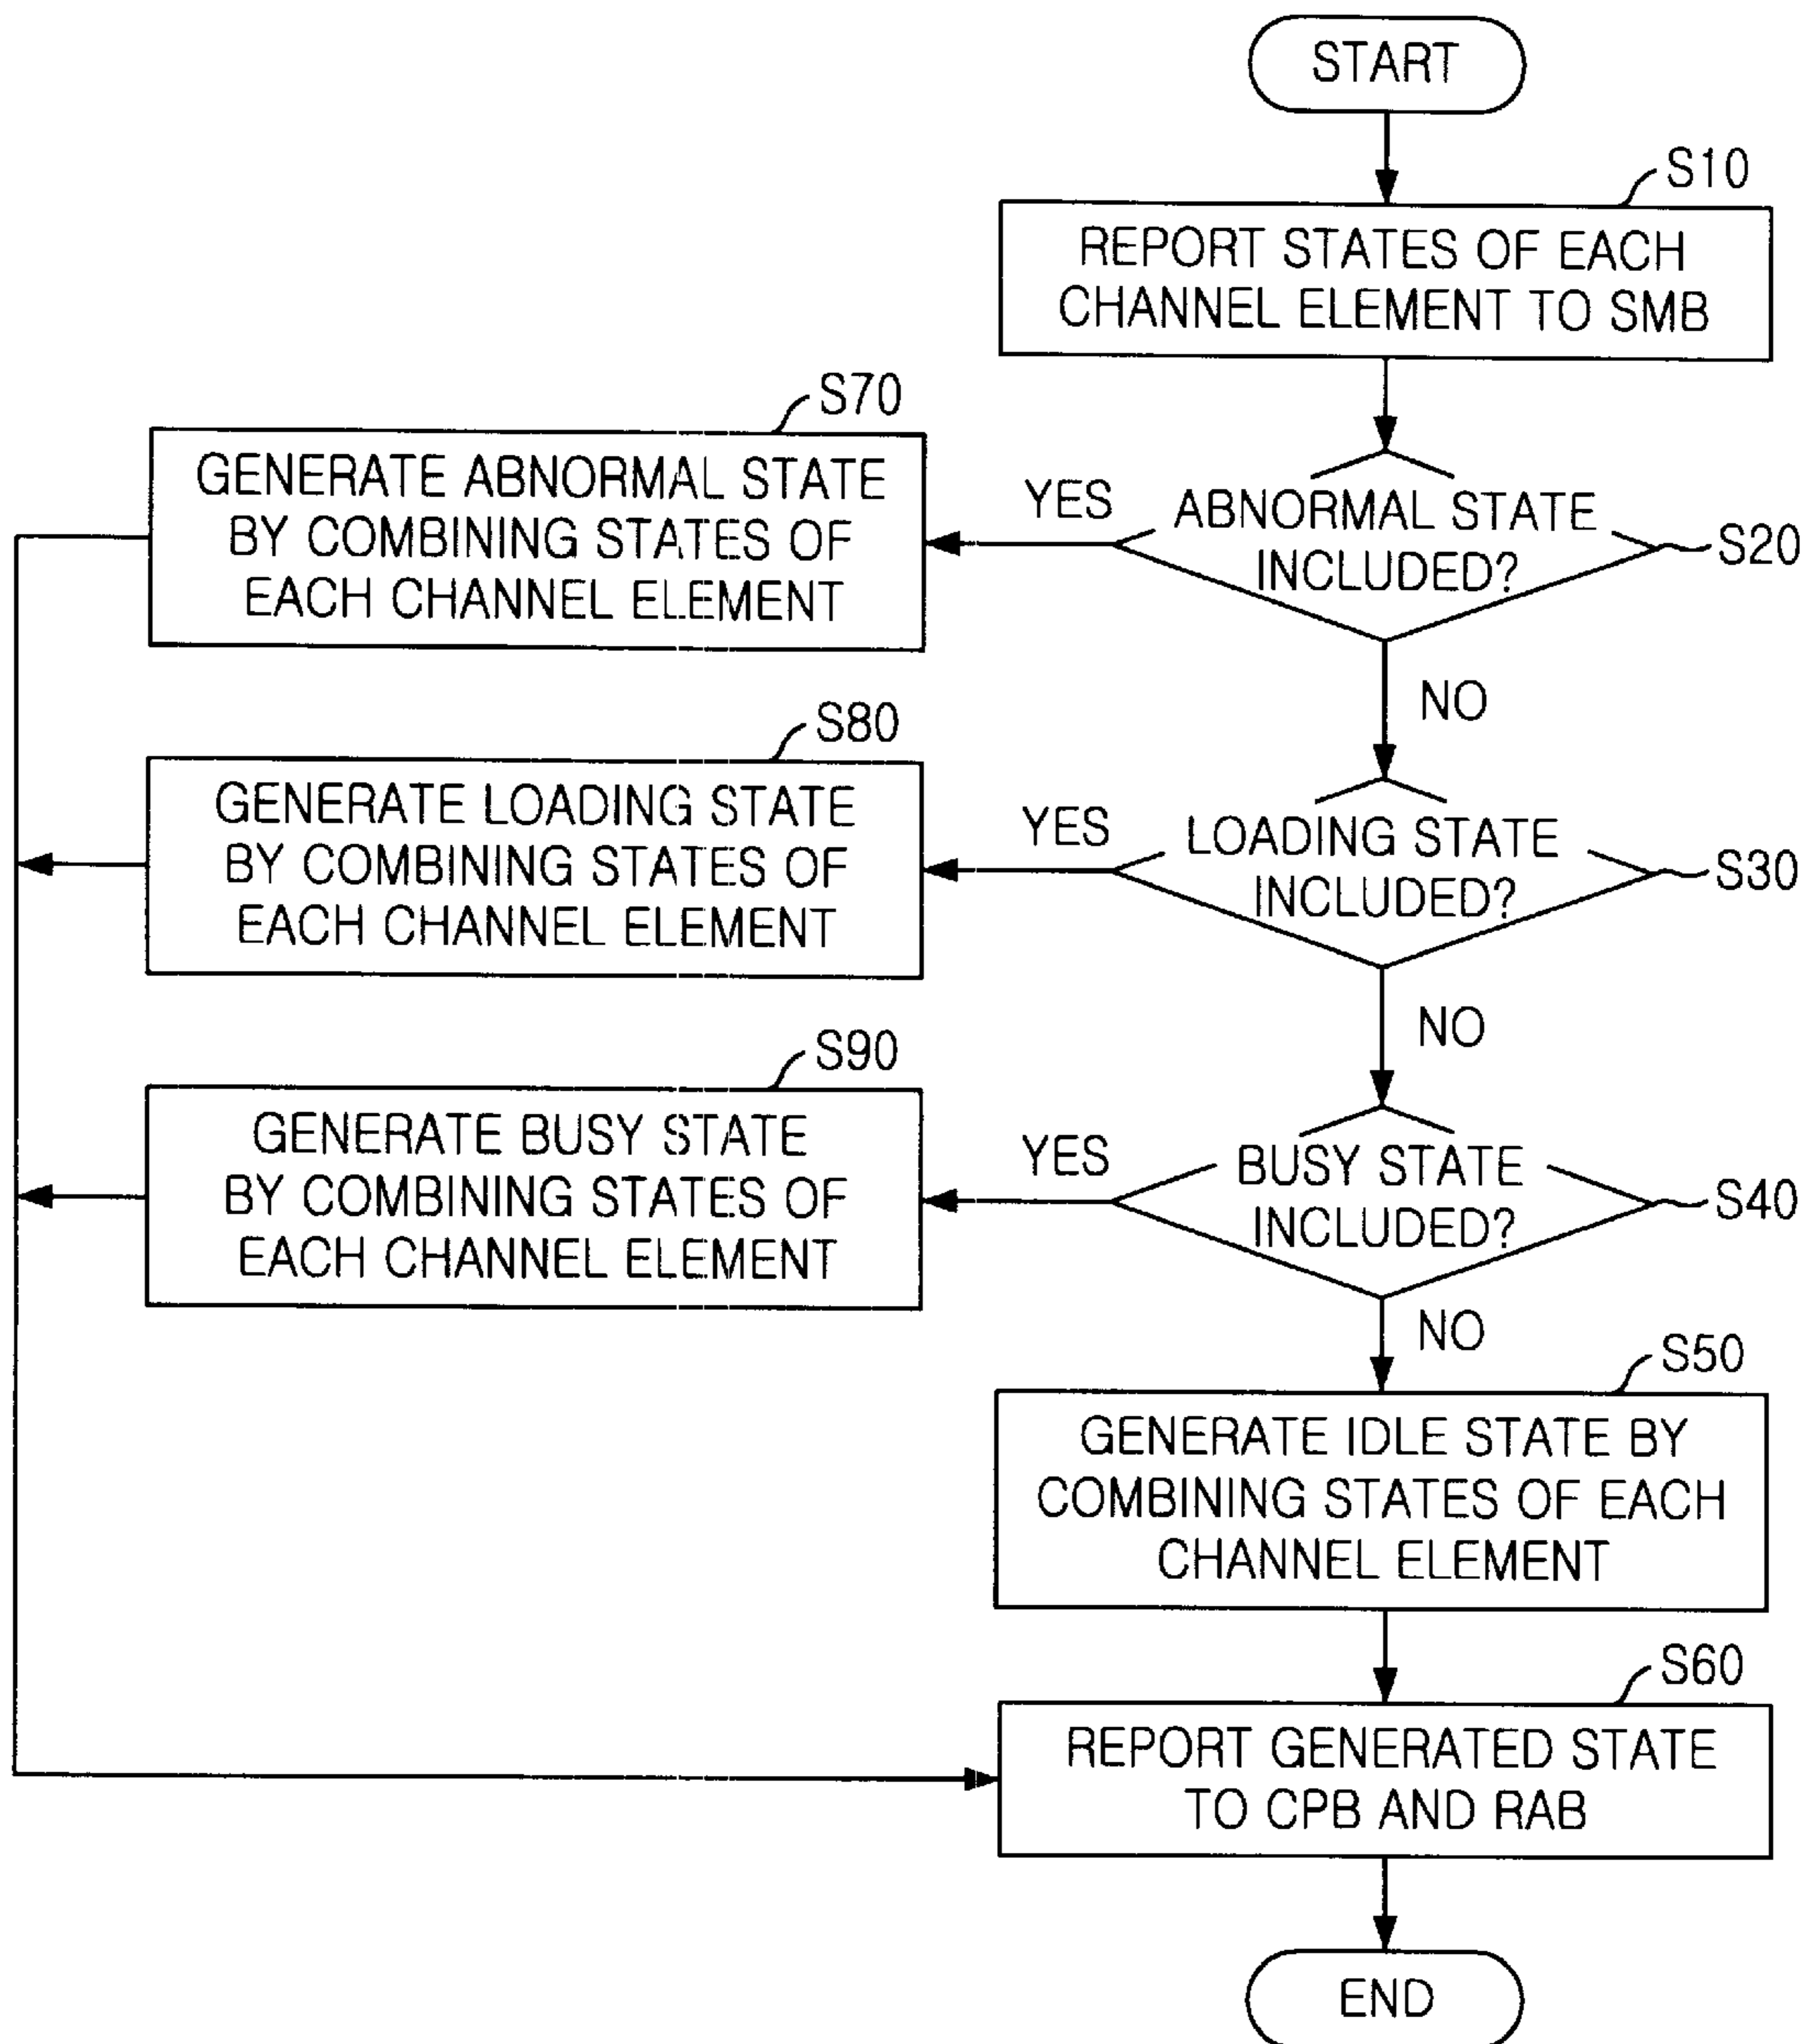 START
S10
REPORT STATES OF EACH
CHANNEL ELEMENT TO SMB
S70
GENERATE ABNORMAL STATE
BY COMBINING STATES OF
EACH CHANNEL ELEMENT
YES
ABNORMAL STATE
INCLUDED?
S20
NO
S80
GENERATE LOADING STATE
BY COMBINING STATES OF
EACH CHANNEL ELEMENT
YES
LOADING STATE
INCLUDED?
S30
NO
S90
GENERATE BUSY STATE
BY COMBINING STATES OF
EACH CHANNEL ELEMENT
YES
BUSY STATE
INCLUDED?
S40
NO
S50
GENERATE IDLE STATE BY
COMBINING STATES OF EACH
CHANNEL ELEMENT
S60
REPORT GENERATED STATE
TO CPB AND RAB
END